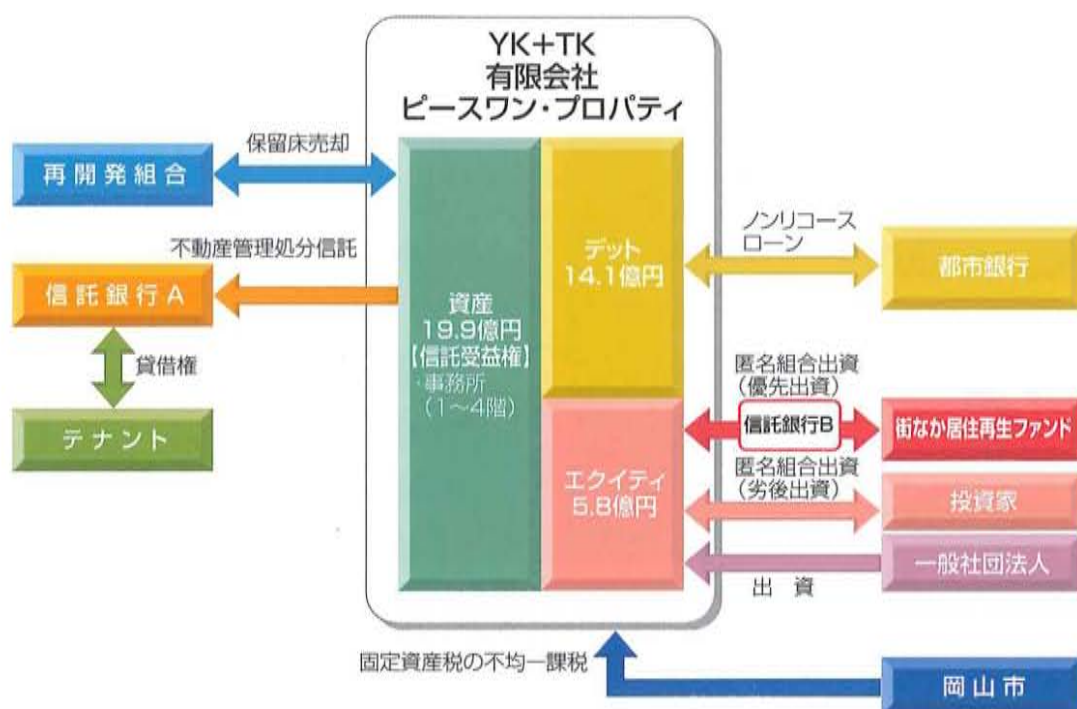 YK+TK
有限会社
ピースワン・プロパティ
保留床売却
再開発組合
不動産管理処分信託
信託銀行A
貸借権
テナント
資産
19.9億円
【信託受益権】
・事務所
(1〜4階)
デット
14.1億円
エクイティ
5.8億円
ノンリコース
ローン
都市銀行
匿名組合出資
(優先出資)
信託銀行B
街なか居住再生ファンド
匿名組合出資
(劣後出資)
投資家
一般社団法人
出資
固定資産税の不均一課税
岡山市